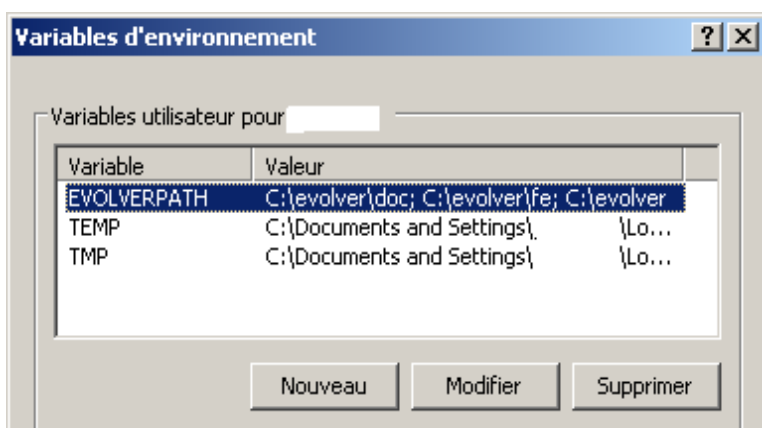 Variables d'environnement
Variables utilisateur pour
Variable Valeur
EVOLVERPATH C:\evolver\doc; C:\evolver\fe; C:\evolver
TEMP C:\Documents and Settings\ \Lo...
TMP C:\Documents and Settings\ \Lo...
Nouveau Modifier Supprimer